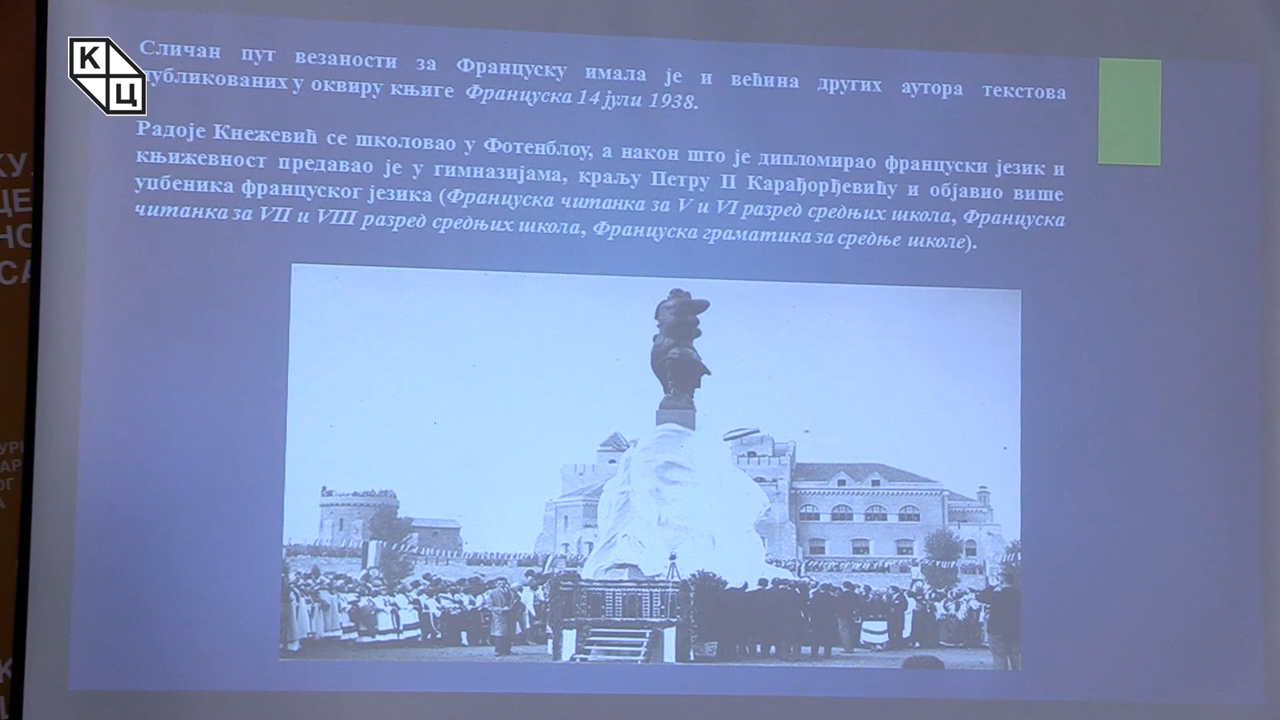 К
Ц
Сличан пут везаности за Француску имала је и већина других аутора текстова
публикованих у оквиру књиге Француска 14 јули 1938.
Радоје Кнежевић се школовао у Фотенблоу, а након што је дипломирао француски језик и
књижевност предавао је у гимназијама, краљу Петру II Карађорђевићу и објавио више
уџбеника француског језика (Француска читанка за V и VI разред средњих школа, Француска
читанка за VII и VIII разред средњих школа, Француска граматика за средње школе).